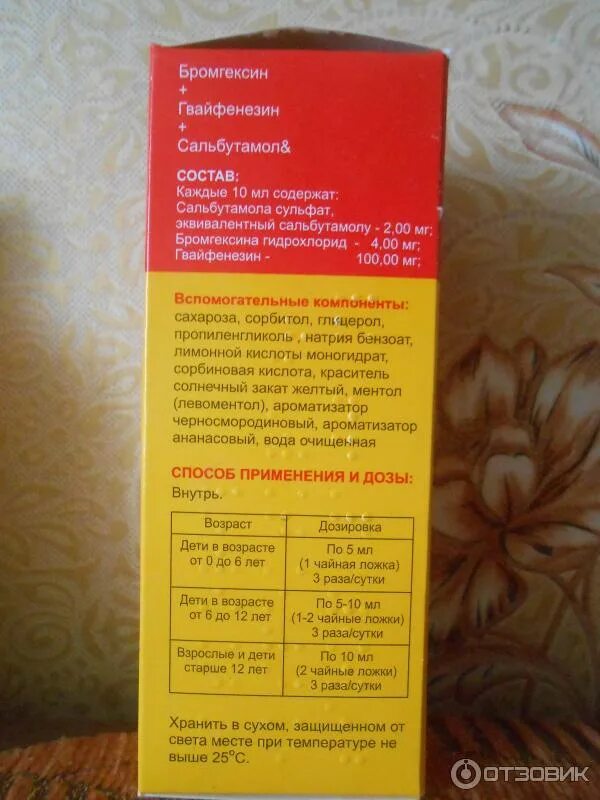 Бромгексин
+
Гвайфенезин
+
Сальбутамол&
СОСТАВ:
Каждые 10 мл содержат:
Сальбутамола сульфат,
эквивалентный сальбутамолу - 2,00 мг;
Бромгексина гидрохлорид - 4,00 мг;
Гвайфенезин - 100,00 мг;
Вспомогательные компоненты:
сахароза, сорбитол, глицерол,
пропиленгликоль , натрия бензоат,
лимонной кислоты моногидрат,
сорбиновая кислота, краситель
солнечный закат желтый, ментол
(левоментол), ароматизатор
черносмородиновый, ароматизатор
ананасовый, вода очищенная
СПОСОБ ПРИМЕНЕНИЯ И ДОЗЫ:
Внутрь.
Возраст Дозировка
Дети в возрасте По 5 мл
от 0 до 6 лет (1 чайная ложка)
3 раза/сутки
Дети в возрасте По 5-10 мл
от 6 до 12 лет (1-2 чайные ложки)
3 раза/сутки
Взрослые и дети По 10 мл
старше 12 лет (2 чайные ложки)
3 раза/сутки
Хранить в сухом, защищенном от
света месте при температуре не
выше 25°С.
ОТЗОВИК